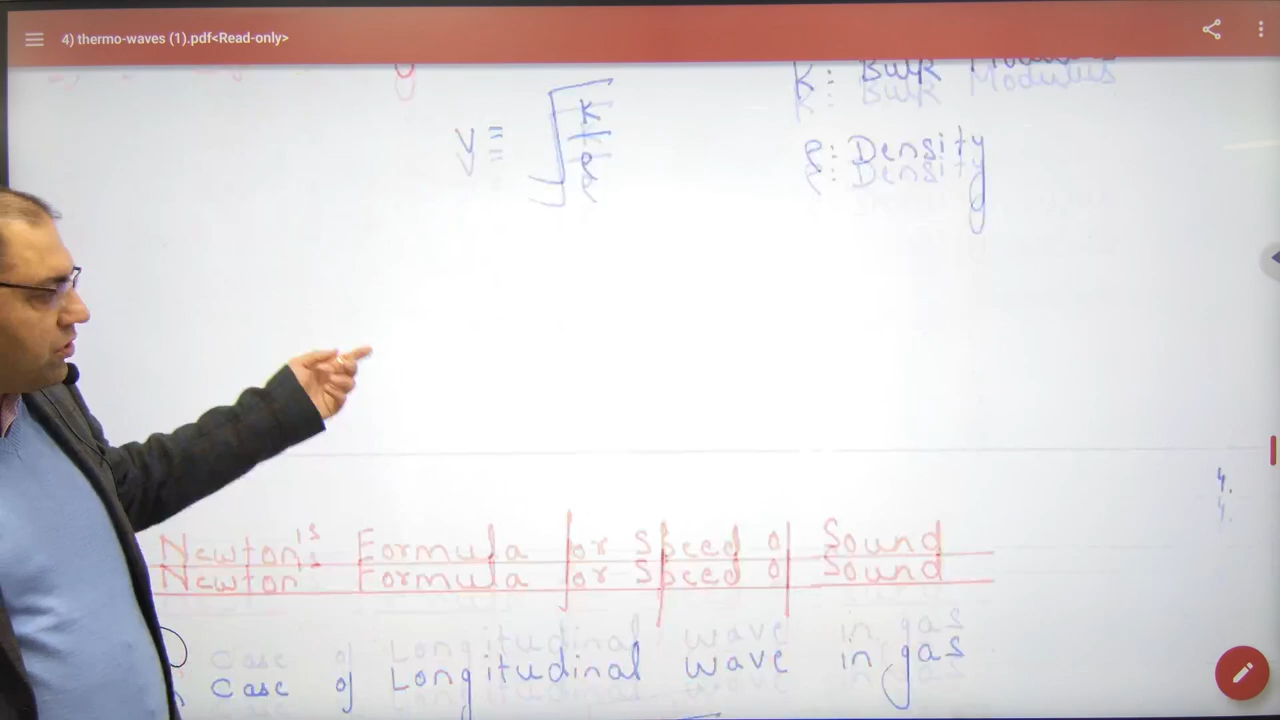 4) thermo-waves (1).pdf<Read-only>
K: Bulk Modulus
V = √K/ρ
ρ: Density
4.
Newton's Formula for Speed of Sound
Case of Longitudinal wave in gas